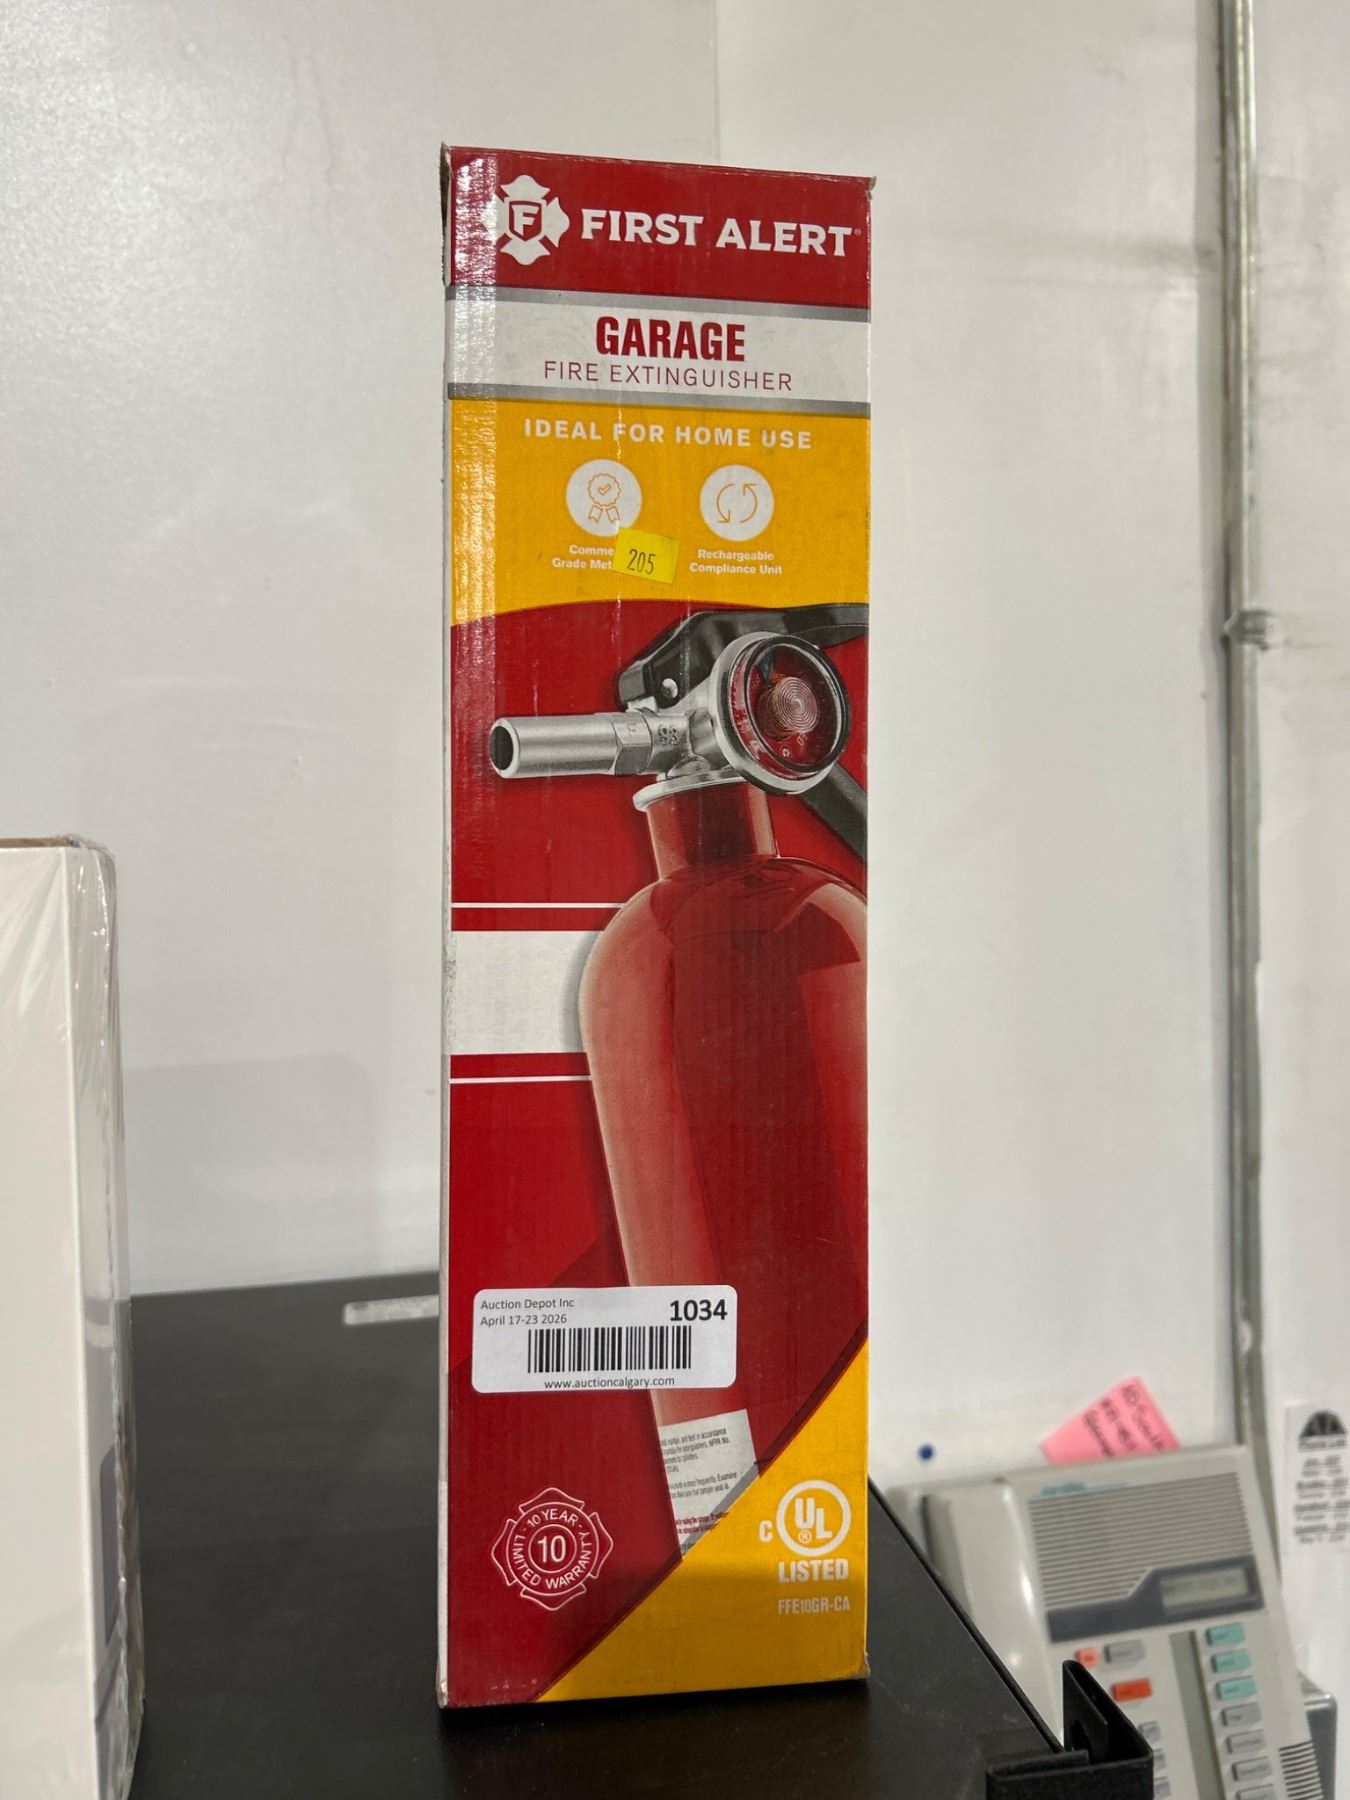 F FIRST ALERT®
GARAGE
FIRE EXTINGUISHER
IDEAL FOR HOME USE
Comme
Grade Met
205
Rechargeable
Compliance Unit
Auction Depot Inc
April 17-23 2026
1034
www.auctioncalgary.com
10 YEAR
10
LIMITED WARRANTY
C UL®
LISTED
FFE10GR-CA